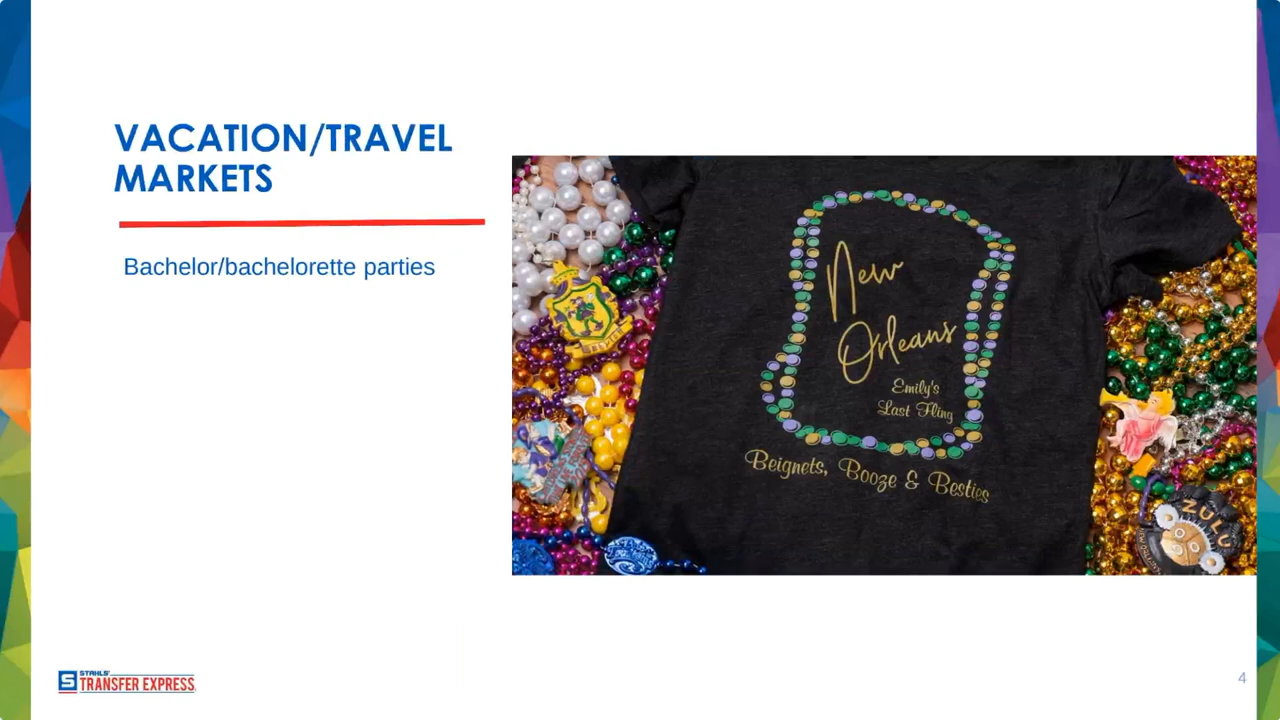 VACATION/TRAVEL
MARKETS
Bachelor/bachelorette parties
New
Orleans
Emily's
Last Fling
Beignets, Booze & Besties
ZULU
STAHLS'
TRANSFER EXPRESS
4